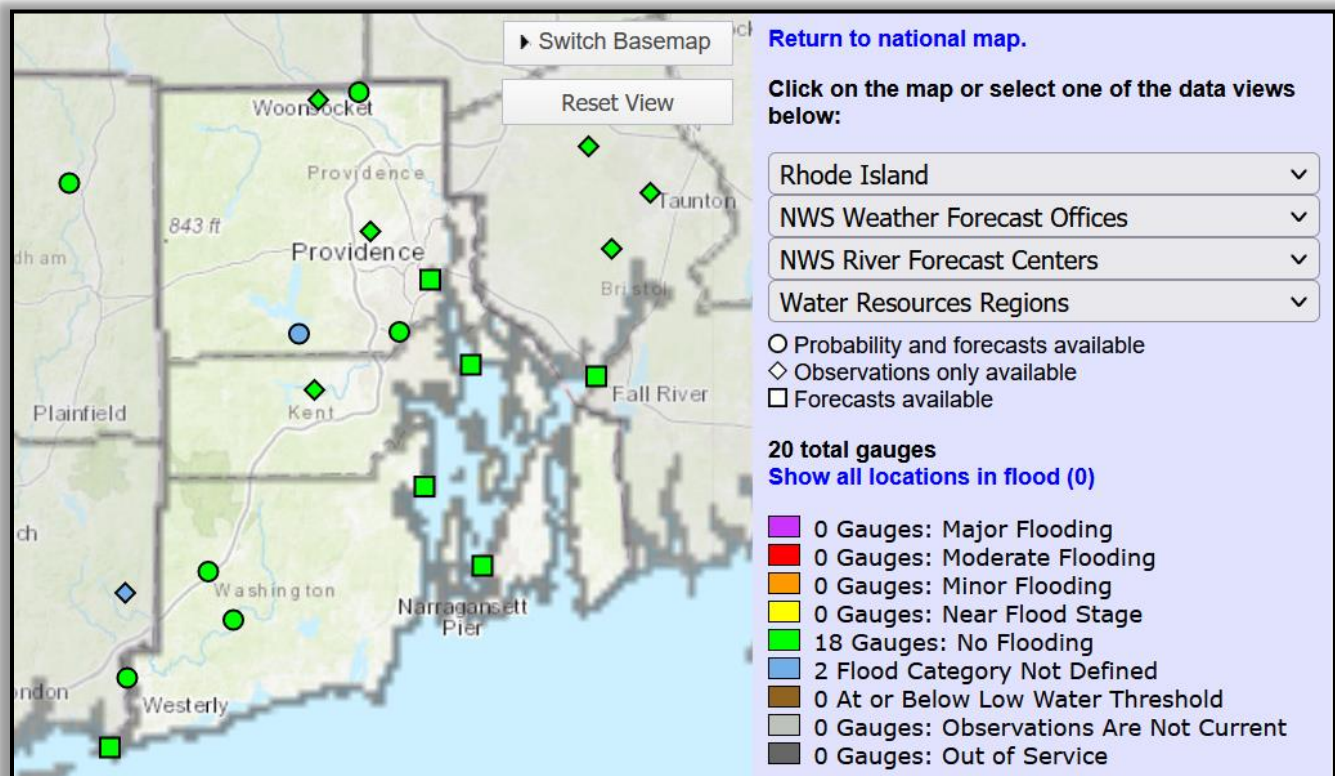 Switch Basemap
Reset View
Woonsocket
Providence
843 ft
Providence
Taunton
dham
Bristol
Plainfield
Kent
Fall River
ch
Washington
Narragansett
Pier
ondon
Westerly
Return to national map.
Click on the map or select one of the data views
below:
Rhode Island
NWS Weather Forecast Offices
NWS River Forecast Centers
Water Resources Regions
Probability and forecasts available
Observations only available
Forecasts available
20 total gauges
Show all locations in flood (0)
0 Gauges: Major Flooding
0 Gauges: Moderate Flooding
0 Gauges: Minor Flooding
0 Gauges: Near Flood Stage
18 Gauges: No Flooding
2 Flood Category Not Defined
0 At or Below Low Water Threshold
0 Gauges: Observations Are Not Current
0 Gauges: Out of Service